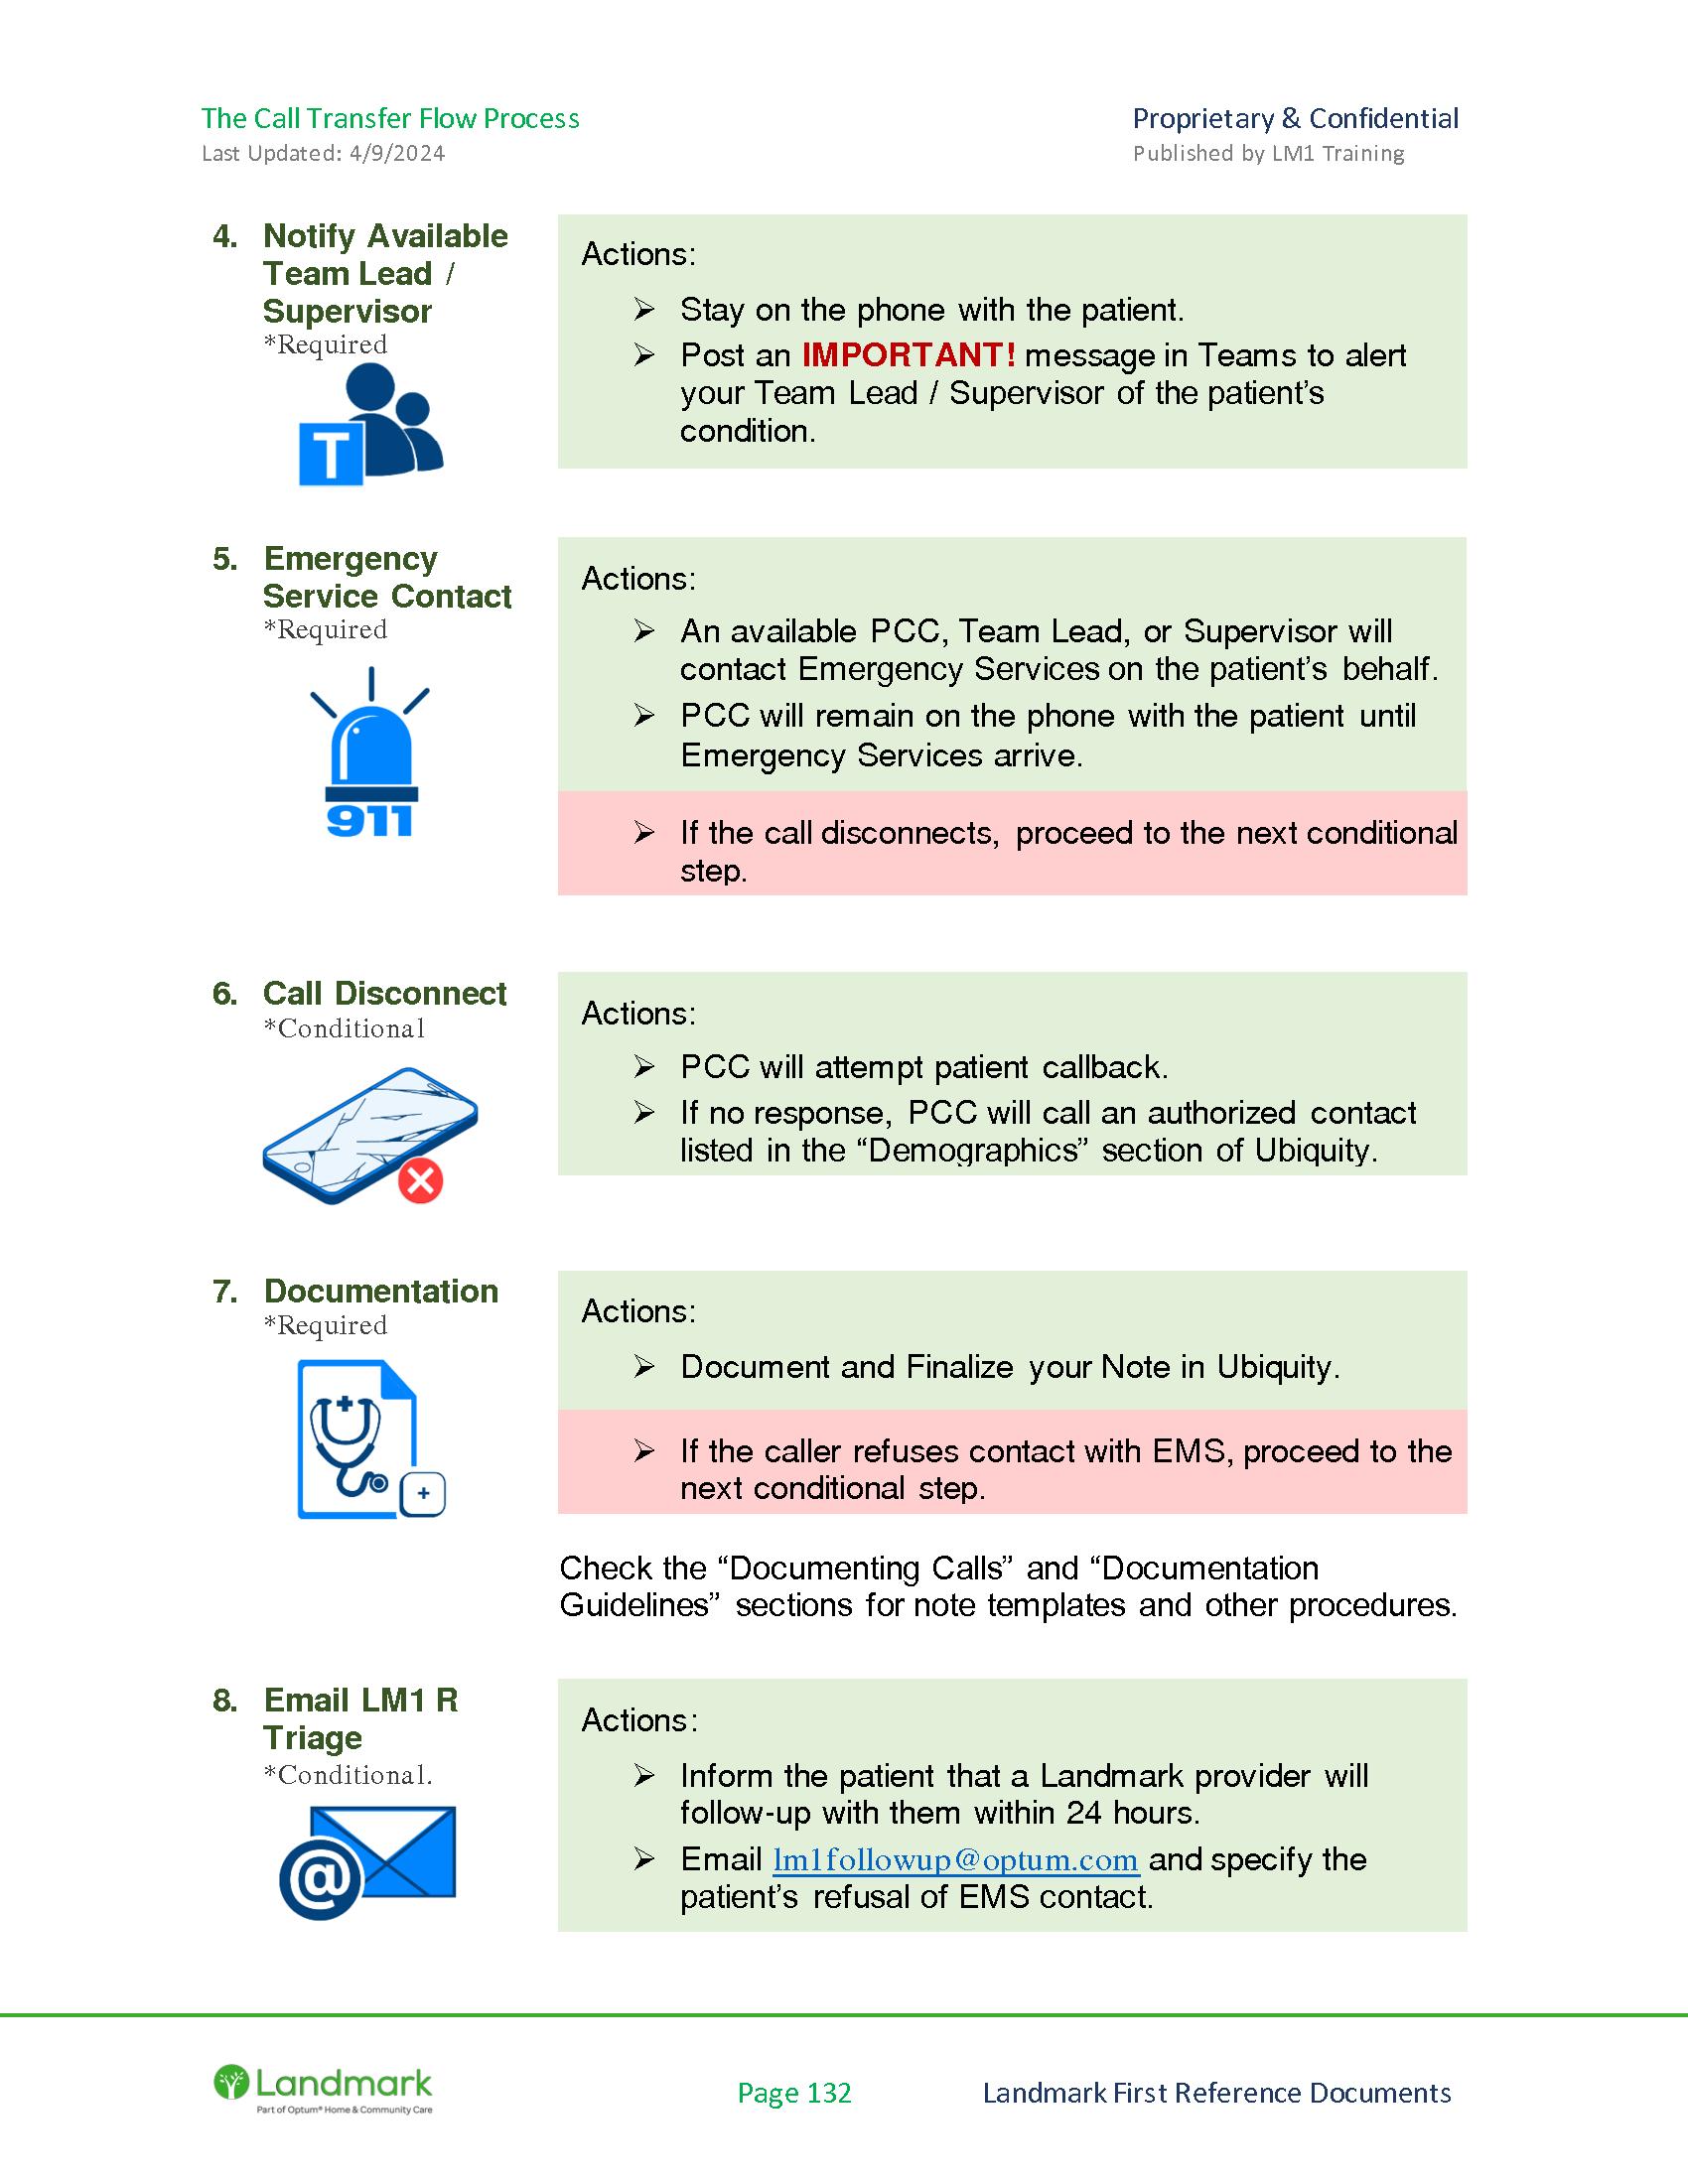 The Call Transfer Flow Process
Proprietary & Confidential
Last Updated: 4/9/2024
Published by LM1 Training
4. Notify Available
Team Lead /
Supervisor
*Required
T
Actions:
➢ Stay on the phone with the patient.
➢ Post an IMPORTANT! message in Teams to alert
your Team Lead / Supervisor of the patient’s
condition.
5. Emergency
Service Contact
*Required
911
Actions:
➢ An available PCC, Team Lead, or Supervisor will
contact Emergency Services on the patient’s behalf.
➢ PCC will remain on the phone with the patient until
Emergency Services arrive.
➢ If the call disconnects, proceed to the next conditional
step.
6. Call Disconnect
*Conditional
Actions:
➢ PCC will attempt patient callback.
➢ If no response, PCC will call an authorized contact
listed in the “Demographics” section of Ubiquity.
7. Documentation
*Required
Actions:
➢ Document and Finalize your Note in Ubiquity.
➢ If the caller refuses contact with EMS, proceed to the
next conditional step.
Check the “Documenting Calls” and “Documentation
Guidelines” sections for note templates and other procedures.
8. Email LM1 R
Triage
*Conditional.
@
Actions:
➢ Inform the patient that a Landmark provider will
follow-up with them within 24 hours.
➢ Email lm1followup@optum.com and specify the
patient’s refusal of EMS contact.
Landmark
Part of Optum® Home & Community Care
Page 132
Landmark First Reference Documents